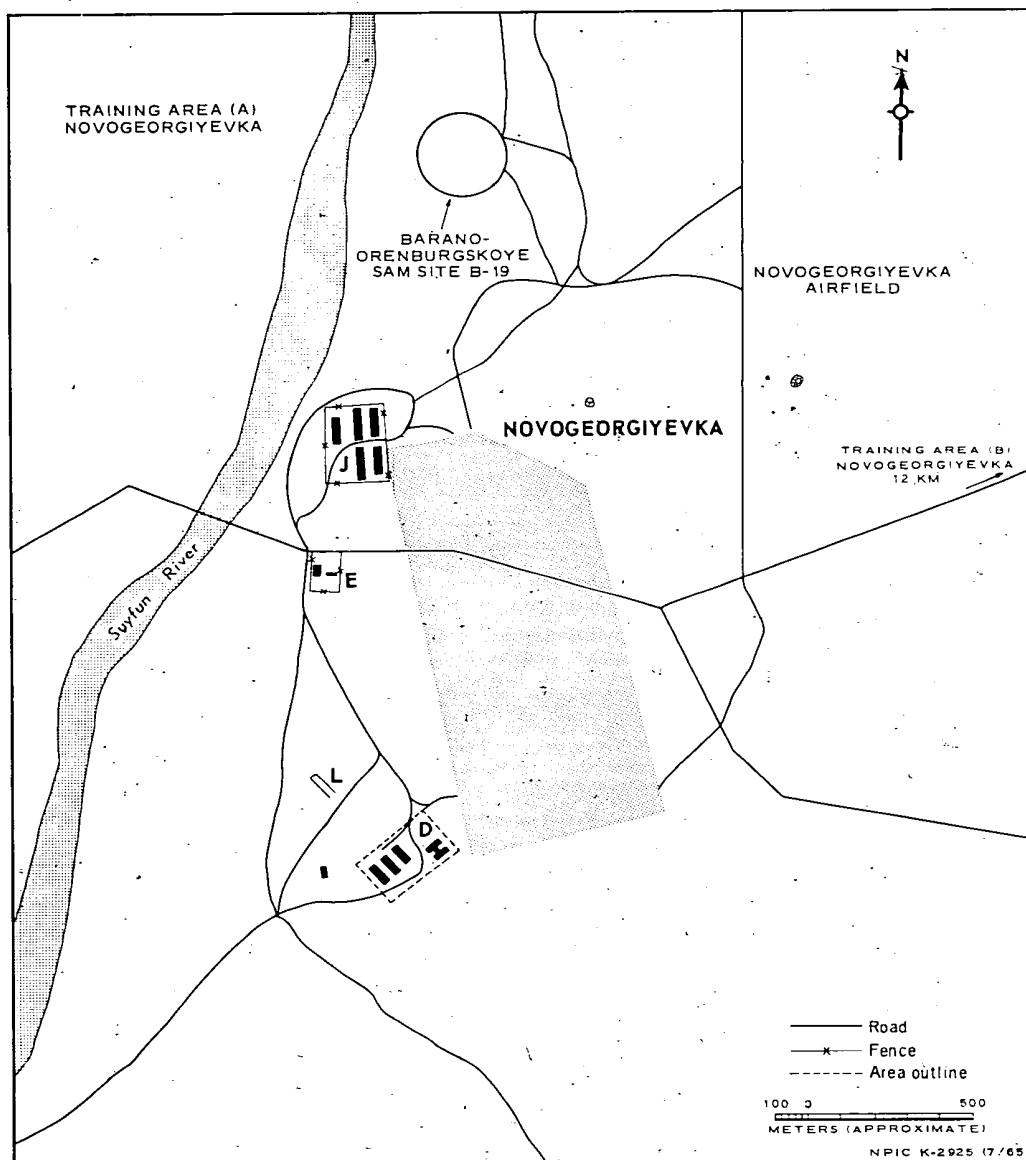 N
TRAINING AREA (A)
NOVOGEORGIYEVKA
BARANO-
ORENBURGSKOYE
SAM SITE B-19
NOVOGEORGIYEVKA
AIRFIELD
NOVOGEORGIYEVKA
TRAINING AREA (B)
NOVOGEORGIYEVKA
12 KM
J
E
Suyfun River
L
D
Road
Fence
Area outline
100 0 500
METERS (APPROXIMATE)
NPIC K-2925 (7/65